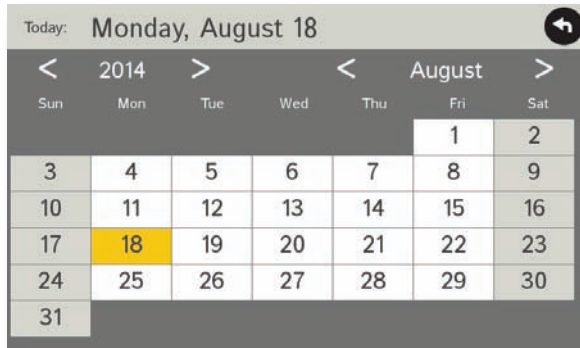 Today: Monday, August 18
< 2014 > < August >
Sun Mon Tue Wed Thu Fri Sat
1 2
3 4 5 6 7 8 9
10 11 12 13 14 15 16
17 18 19 20 21 22 23
24 25 26 27 28 29 30
31